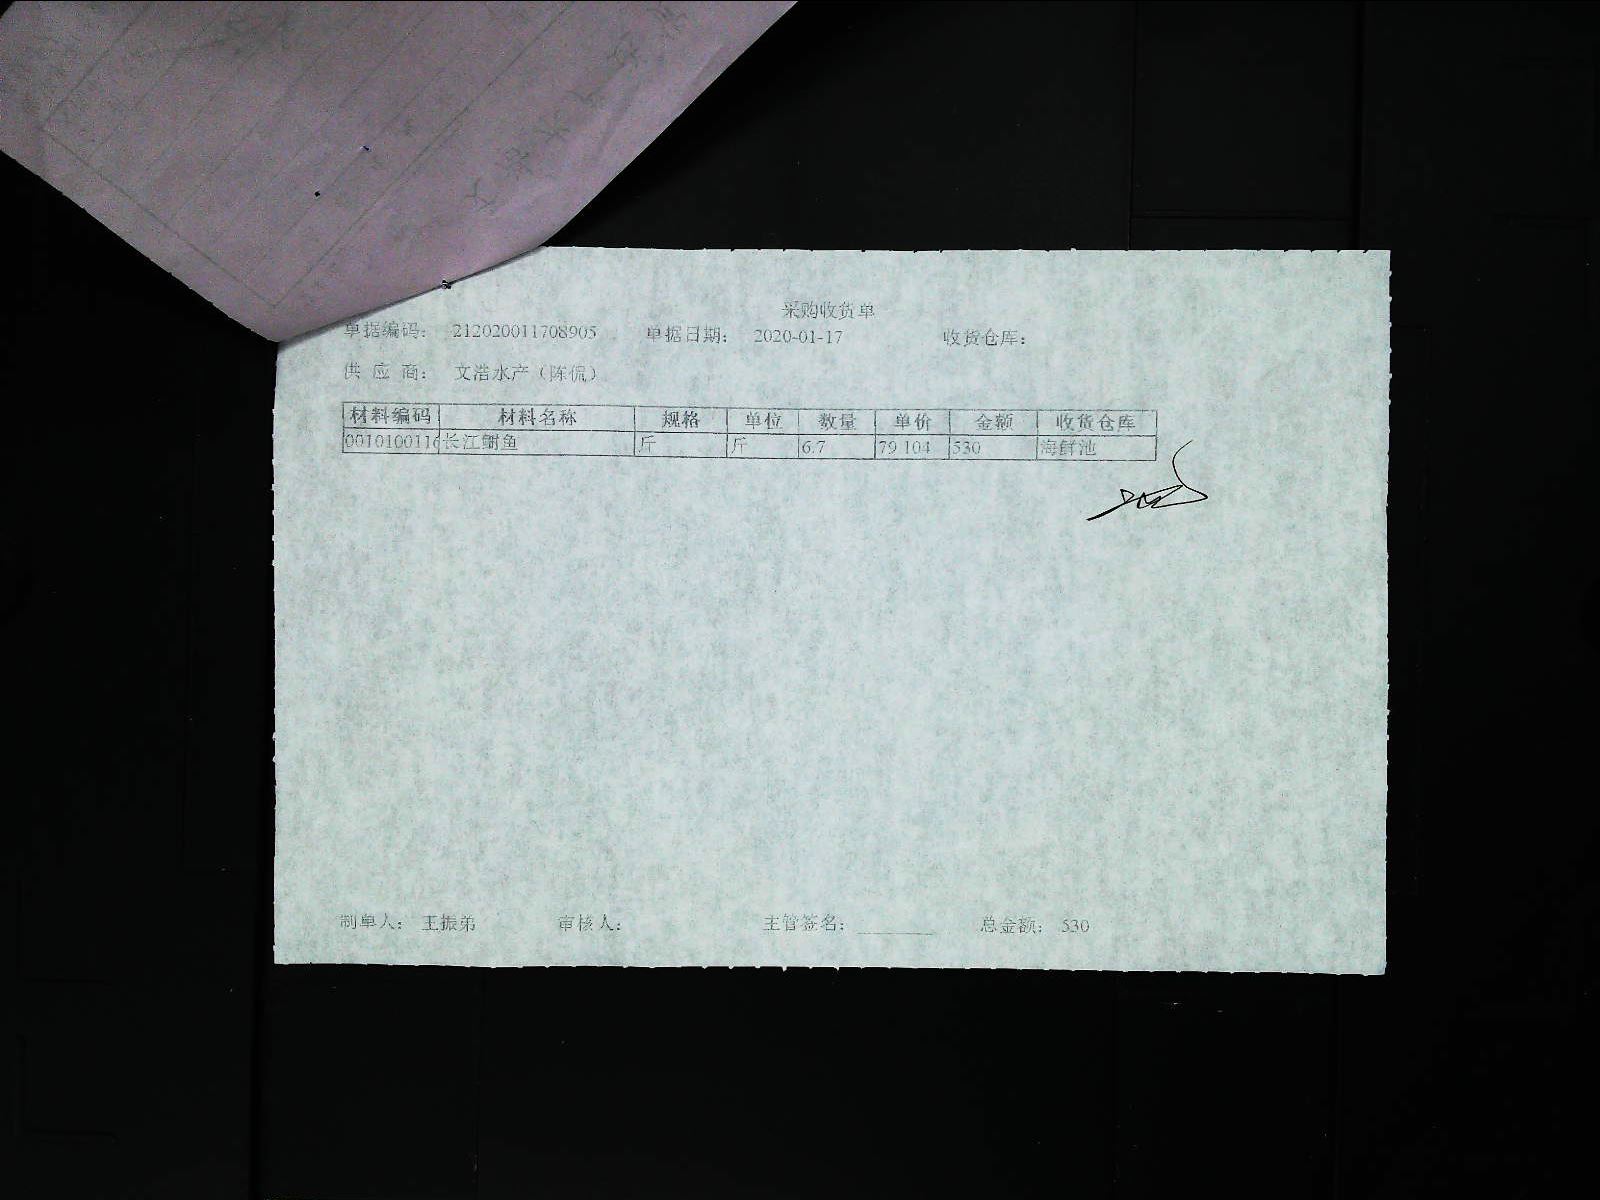 采购收货单
单据编码： 212020011708905 单据日期： 2020-01-17 收货仓库：
供 应 商： 文浩水产（陈侃）
材料编码 材料名称 规格 单位 数量 单价 金额 收货仓库
0010100116 长江鲥鱼 斤 斤 6.7 79.104 530 海鲜池
制单人： 王振弟 审核人： 主管签名： 总金额： 530